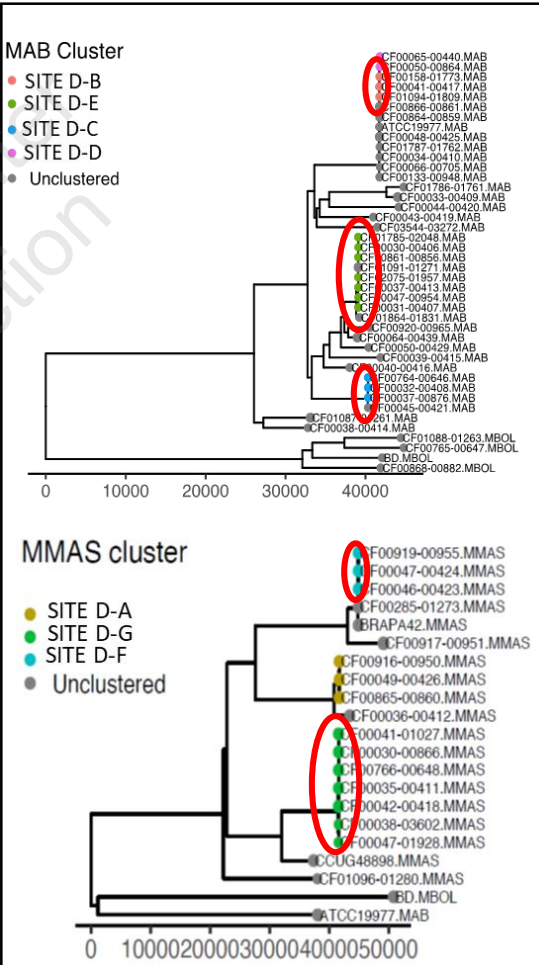 MAB Cluster
SITE D-B
SITE D-E
SITE D-C
SITE D-D
Unclustered
CF00065-00440.MAB
CF00050-00864.MAB
CF00158-01773.MAB
CF00041-00417.MAB
CF01094-01809.MAB
CF00866-00861.MAB
CF00864-00859.MAB
ATCC19977.MAB
CF00048-00425.MAB
CF01787-01762.MAB
CF00034-00410.MAB
CF00066-00705.MAB
CF00133-00948.MAB
CF01786-01761.MAB
CF00033-00409.MAB
CF00044-00420.MAB
CF00043-00419.MAB
CF03544-03272.MAB
CF01785-02048.MAB
CF00030-00406.MAB
CF00861-00856.MAB
CF01091-01271.MAB
CF02075-01957.MAB
CF00037-00413.MAB
CF00047-00954.MAB
CF00031-00407.MAB
CF01864-01831.MAB
CF00920-00965.MAB
CF00064-00439.MAB
CF00050-00429.MAB
CF00039-00415.MAB
CF00040-00416.MAB
CF00764-00646.MAB
CF00032-00408.MAB
CF00037-00876.MAB
CF00045-00421.MAB
CF00038-00414.MAB
CF01088-01263.MBOL
CF00765-00647.MBOL
BD.MBOL
CF00868-00882.MBOL
0 10000 20000 30000 40000
MMAS cluster
SITE D-A
SITE D-G
SITE D-F
Unclustered
CF00919-00955.MMAS
CF00047-00424.MMAS
CF00046-00423.MMAS
CF00285-01273.MMAS
BRAPA42.MMAS
CF00917-00951.MMAS
CF00916-00950.MMAS
CF00049-00426.MMAS
CF00865-00860.MMAS
CF00036-00412.MMAS
CF00041-01027.MMAS
CF00030-00866.MMAS
CF00766-00648.MMAS
CF00035-00411.MMAS
CF00042-00418.MMAS
CF00038-03602.MMAS
CF00047-01928.MMAS
CCUG48898.MMAS
CF01096-01280.MMAS
BD.MBOL
ATCC19977.MAB
0 10000 20000 30000 40000 50000